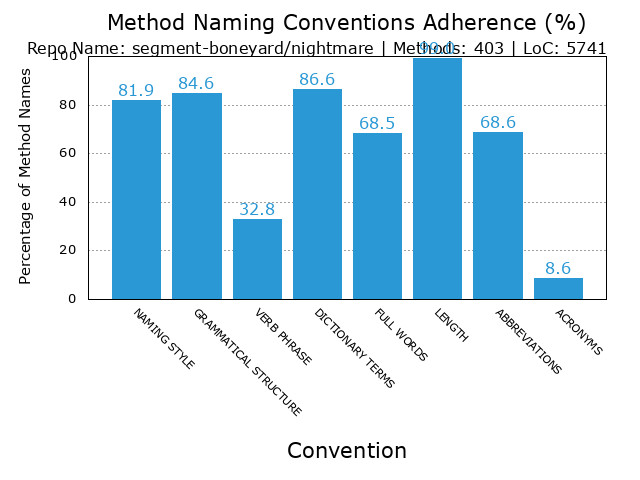 Method Naming Conventions Adherence (%)
Repo Name: segment-boneyard/nightmare | Methods: 403 | LoC: 5741
Percentage of Method Names
100
80
60
40
20
0
81.9
84.6
32.8
86.6
68.5
68.6
8.6
NAMING STYLE
GRAMMATICAL STRUCTURE
VERB PHRASE
DICTIONARY TERMS
FULL WORDS
LENGTH
ABBREVIATIONS
ACRONYMS
Convention